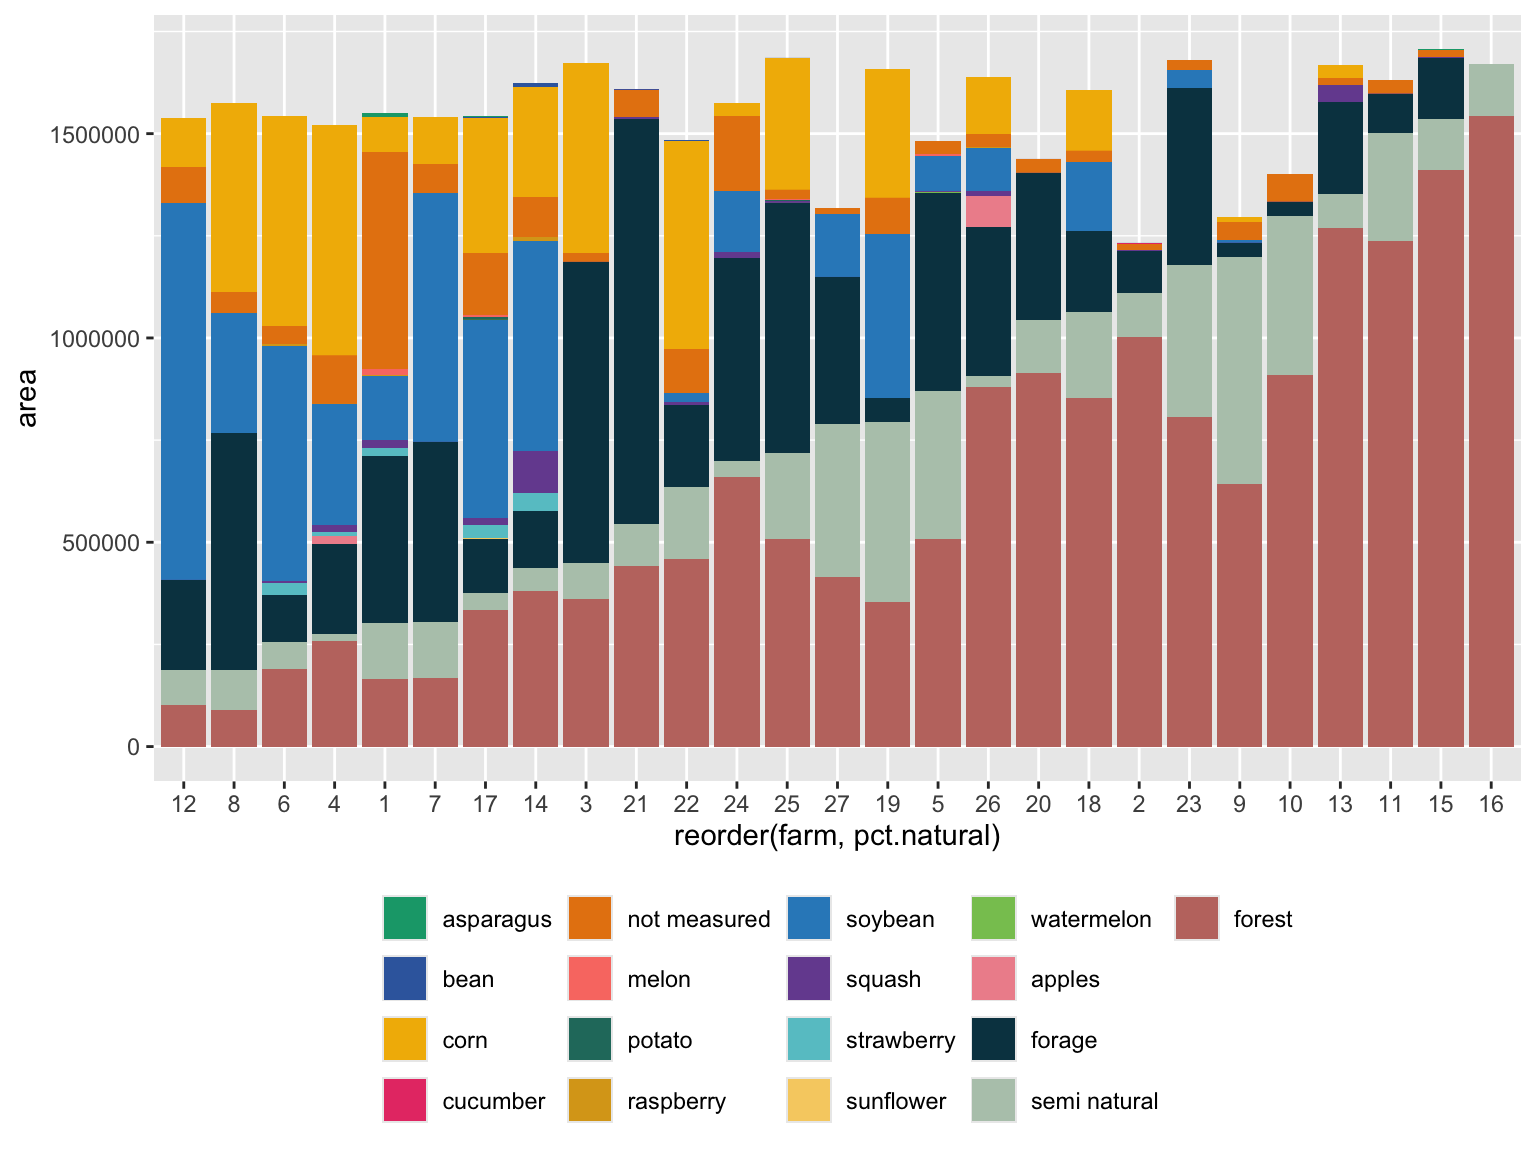 1500000
1000000
500000
0
area
12 8 6 4 1 7 17 14 3 21 22 24 25 27 19 5 26 20 18 2 23 9 10 13 11 15 16
reorder(farm, pct.natural)
asparagus not measured soybean watermelon forest
bean melon squash apples
corn potato strawberry forage
cucumber raspberry sunflower semi natural